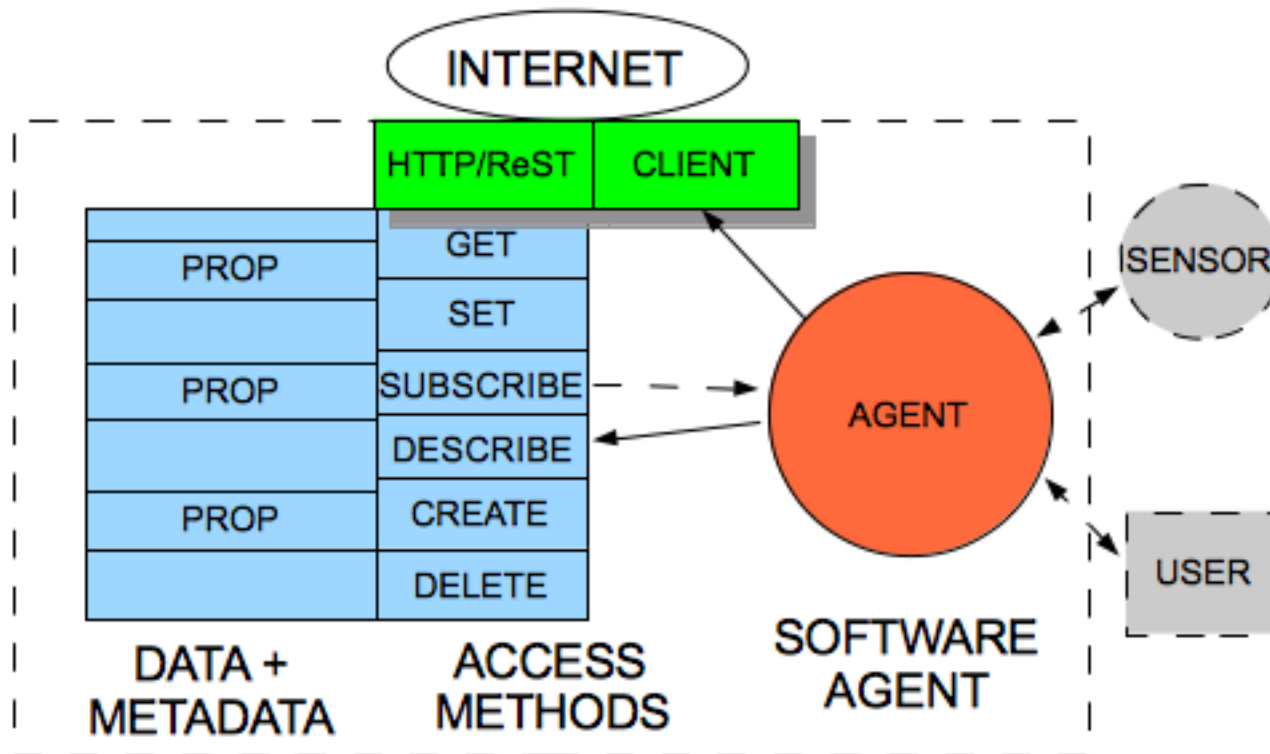 INTERNET
HTTP/ReST
CLIENT
GET
PROP
SENSOR
SET
PROP
SUBSCRIBE
AGENT
DESCRIBE
PROP
CREATE
DELETE
USER
DATA +
METADATA
ACCESS
METHODS
SOFTWARE
AGENT